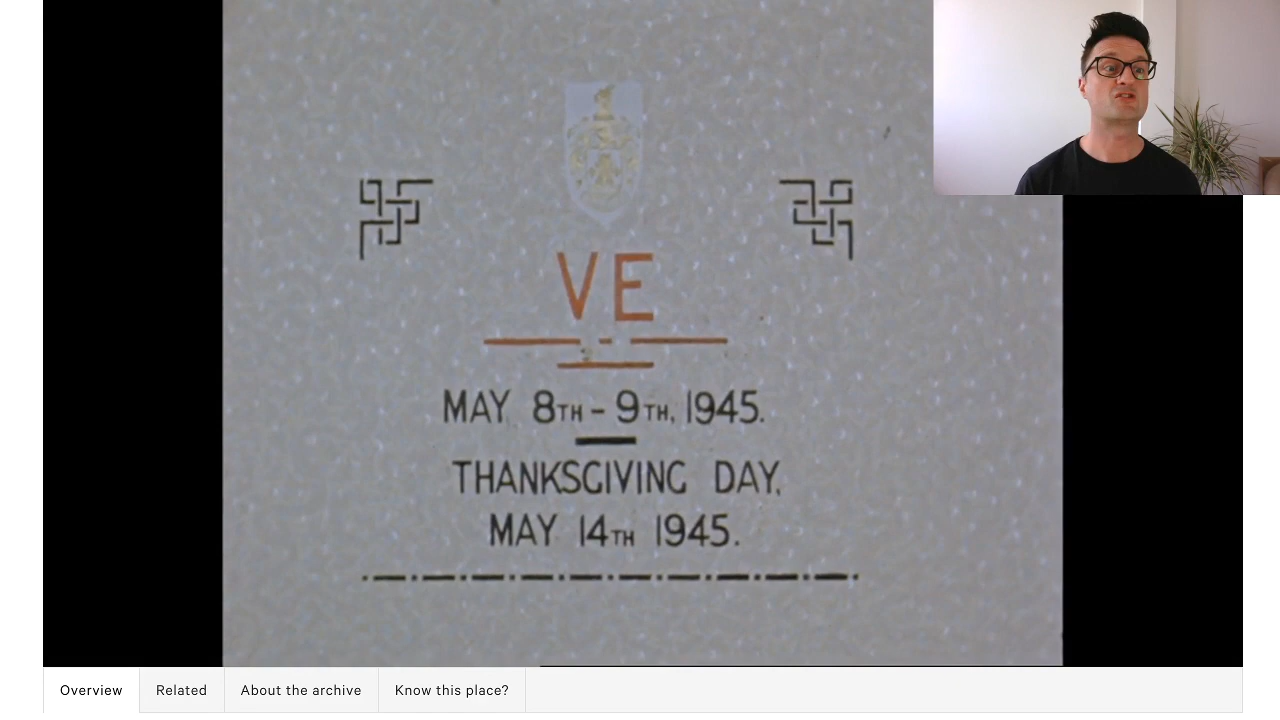 VE
MAY 8TH - 9TH, 1945.
THANKSGIVING DAY,
MAY 14TH 1945.
Overview
Related
About the archive
Know this place?